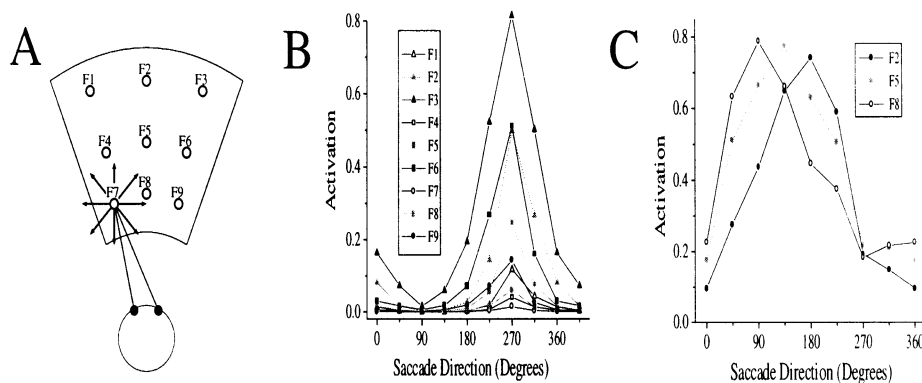 A
F1 F2 F3
F4 F5 F6
F7 F8 F9
B
Activation
0.8
0.6
0.4
0.2
0.0
F1
F2
F3
F4
F5
F6
F7
F8
F9
0 90 180 270 360
Saccade Direction (Degrees)
C
Activation
0.8
0.6
0.4
0.2
0.0
F2
F5
F8
0 90 180 270 360
Saccade Direction (Degrees)